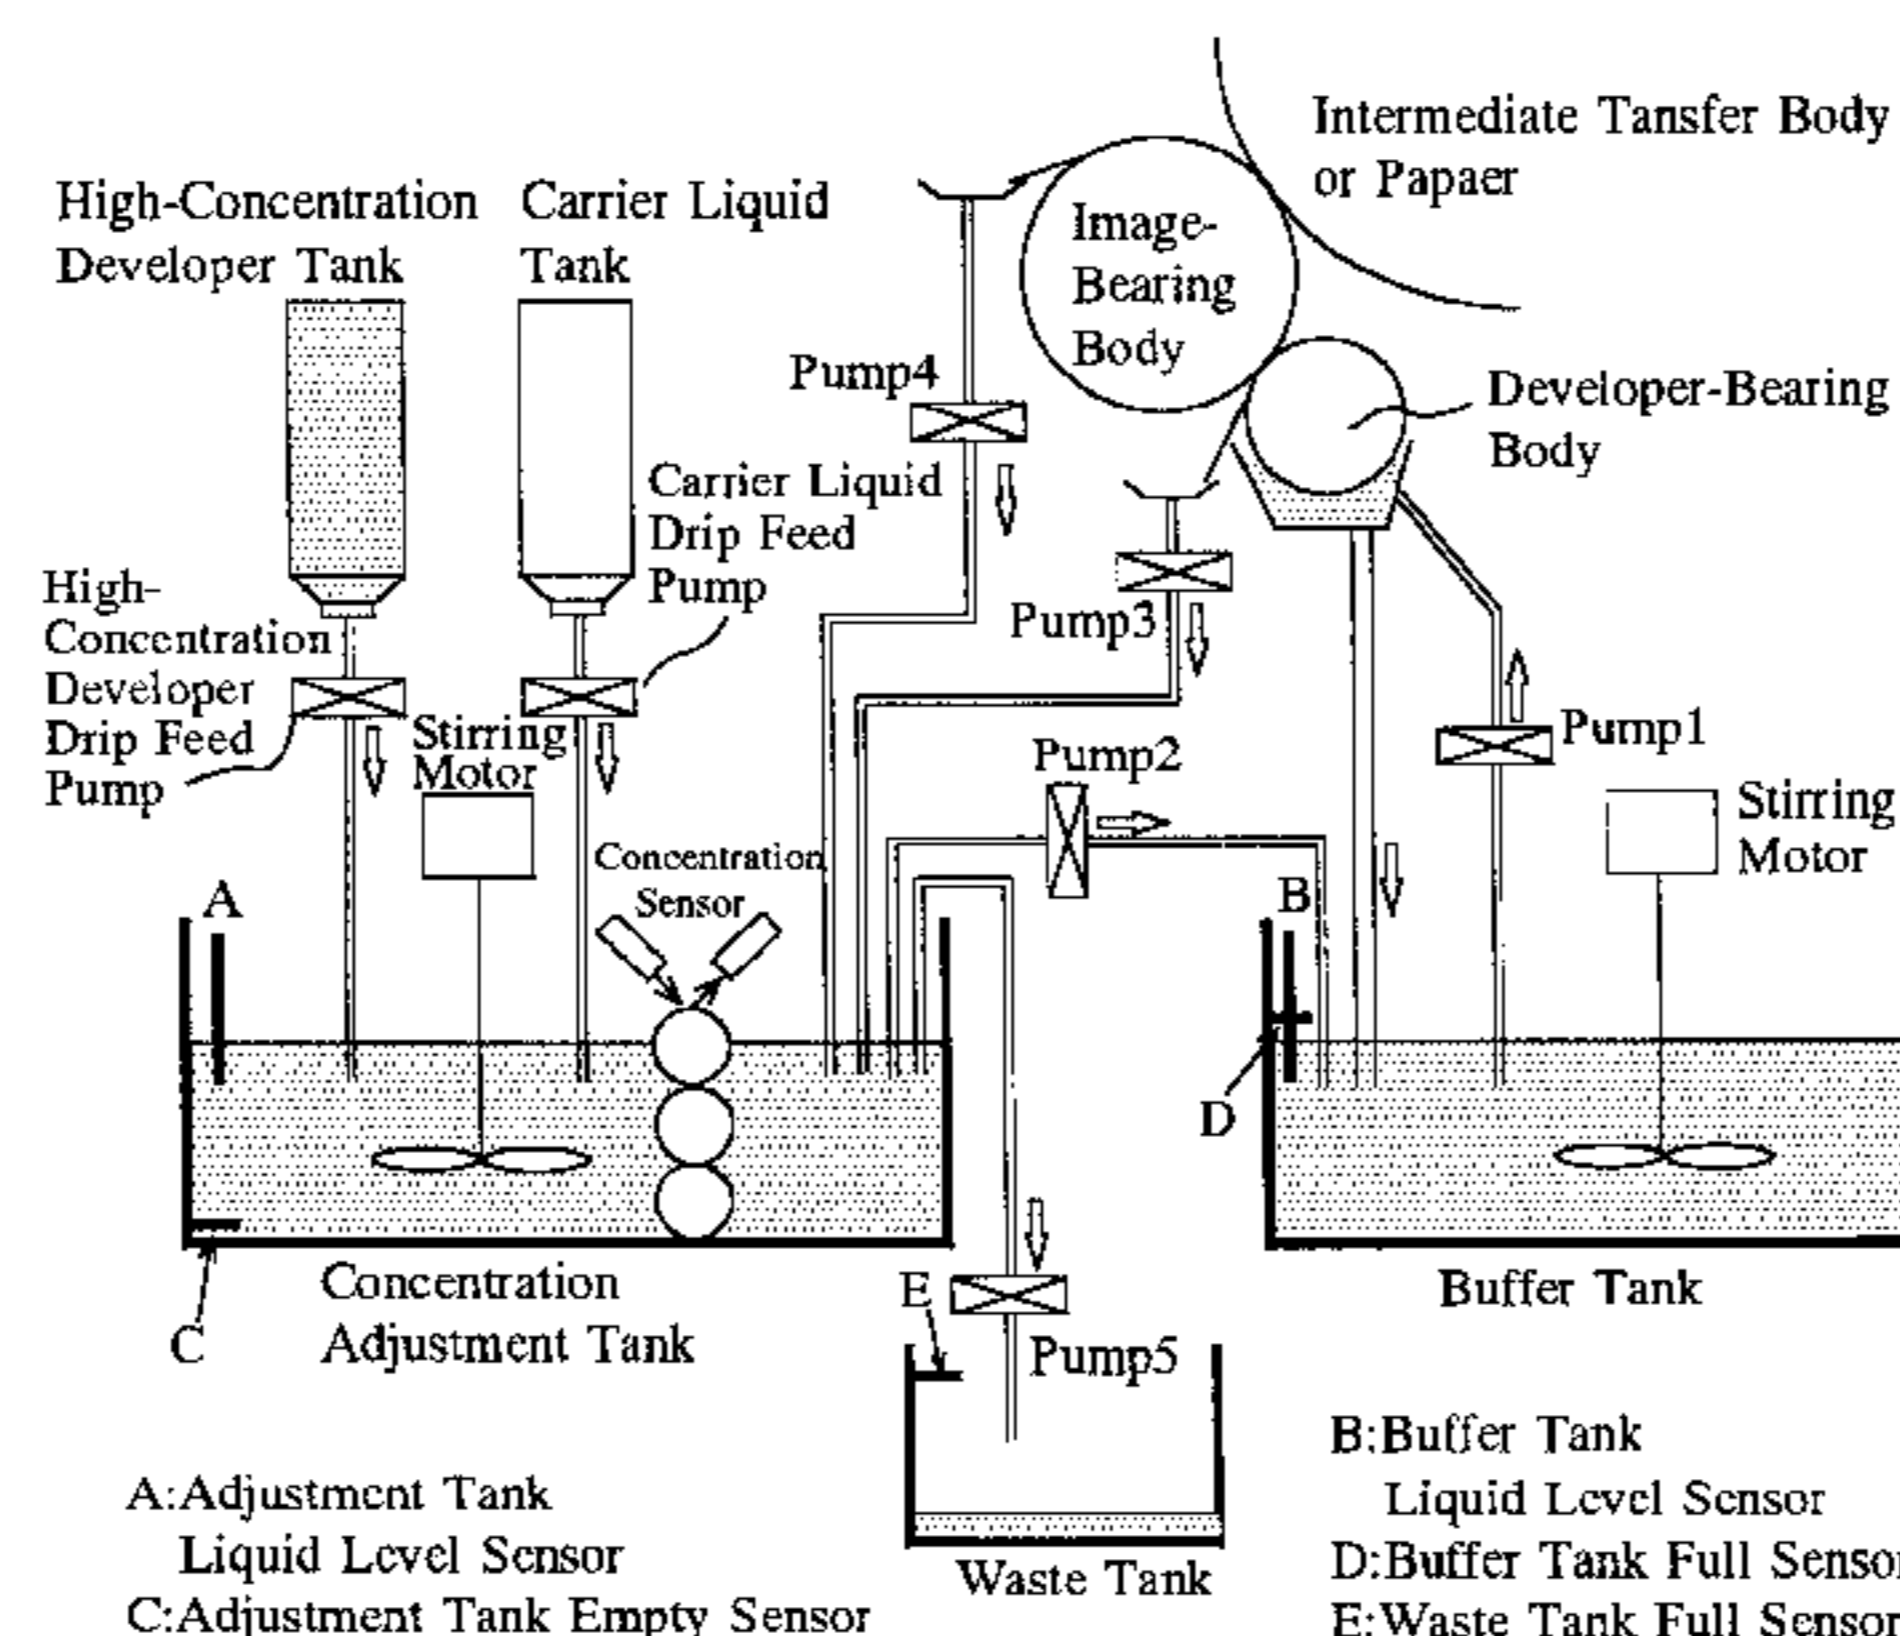 Intermediate Tansfer Body
or Papaer
High-Concentration
Developer Tank
Carrier Liquid
Tank
Image-
Bearing
Body
Pump4
Developer-Bearing
Body
Carrier Liquid
Drip Feed
Pump
High-
Concentration
Developer
Drip Feed
Pump
Pump3
Stirring
Motor
Pump2
Pump1
Stirring
Motor
Concentration
Sensor
A
B
D
Concentration
Adjustment Tank
C
E
Buffer Tank
Pump5
Waste Tank
A:Adjustment Tank
Liquid Level Sensor
C:Adjustment Tank Empty Sensor
B:Buffer Tank
Liquid Level Sensor
D:Buffer Tank Full Sensor
E:Waste Tank Full Sensor